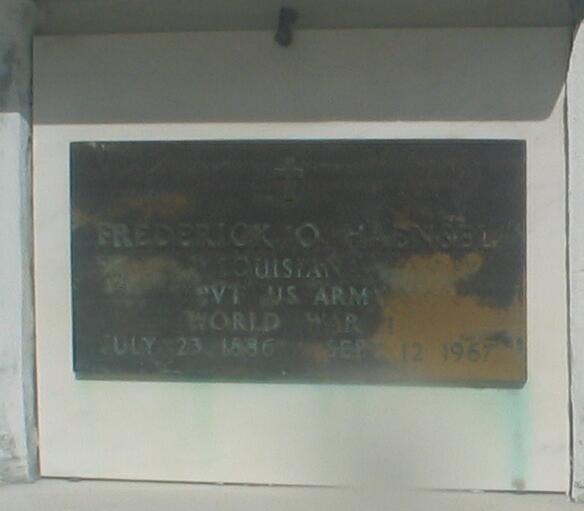 FREDERICK O HAENSEL
LOUISIANA
PVT US ARMY
WORLD WAR I
JULY 23 1886 SEPT 12 1967